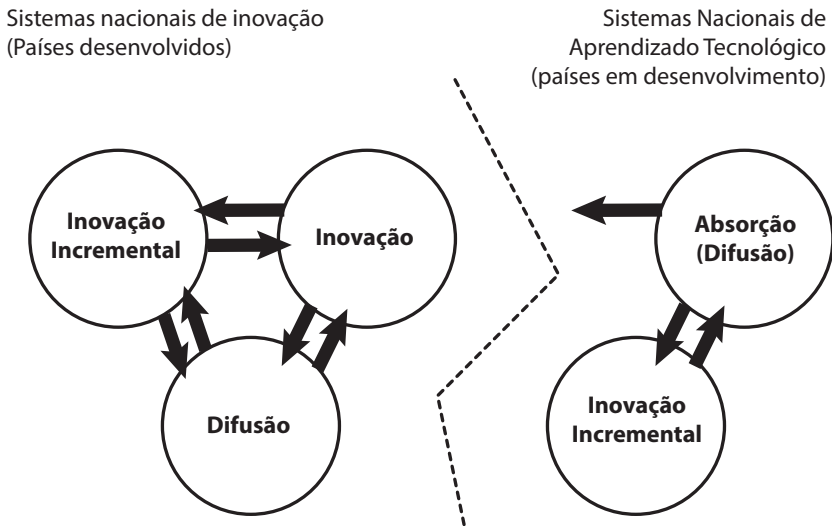 Sistemas nacionais de inovação
(Países desenvolvidos)
Sistemas Nacionais de
Aprendizado Tecnológico
(países em desenvolvimento)
Inovação
Incremental
Inovação
Difusão
Absorção
(Difusão)
Inovação
Incremental